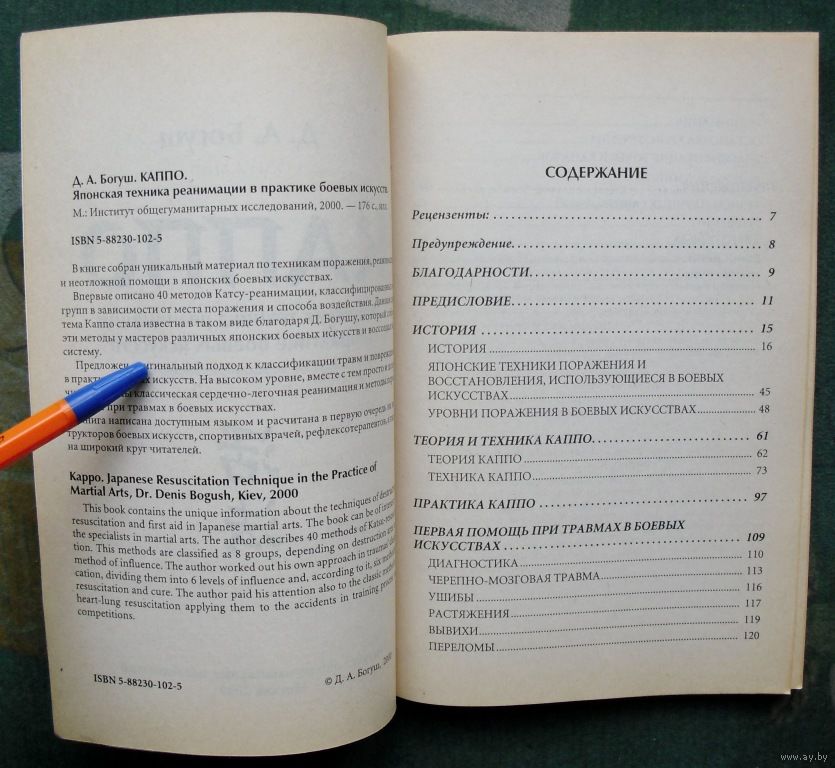 Д. А. Богуш. КАППО.
Японская техника реанимации в практике боевых искусств.
М.: Институт общегуманитарных исследований, 2000. — 176 с.,
ISBN 5-88230-102-5
В книге собран уникальный материал по техникам поражения,
и неотложной помощи в японских боевых искусствах.
Впервые описано 40 методов Катсу-реанимации,
групп в зависимости от места поражения и способа воздействия.
тема Каппо стала известна в таком виде благодаря Д. Богушу, который
эти методы у мастеров различных японских боевых искусств и
систему.
Предложен оригинальный подход к классификации травм и
в искусств. На высоком уровне, вместе с тем просто и
классическая сердечно-легочная реанимация и методы
при травмах в боевых искусствах.
написана доступным языком и расчитана в первую очередь
трукторов боевых искусств, спортивных врачей, рефлексотерапевтов,
на широкий круг читателей.
Kappo. Japanese Resuscitation Technique in the Practice of
Martial Arts, Dr. Denis Bogush, Kiev, 2000
This book contains the unique information about the techniques of
resuscitation and first aid in Japanese martial arts. The book can be of
the specialists in martial arts. The author describes 40 methods of
tion. This methods are classified as 8 groups, depending on
method of influence. The author worked out his own approach in traumas
cation, dividing them into 6 levels of influence and, according to it, six
resuscitation and cure. The author paid his attention also to the classic
heart-lung resuscitation applying them to the accidents in training
competitions.
ISBN 5-88230-102-5
© Д. А. Богуш,
СОДЕРЖАНИЕ
Рецензенты: 7
Предупреждение. 8
БЛАГОДАРНОСТИ. 9
ПРЕДИСЛОВИЕ. 11
ИСТОРИЯ 15
ИСТОРИЯ 16
ЯПОНСКИЕ ТЕХНИКИ ПОРАЖЕНИЯ И
ВОССТАНОВЛЕНИЯ, ИСПОЛЬЗУЮЩИЕСЯ В БОЕВЫХ
ИСКУССТВАХ 45
УРОВНИ ПОРАЖЕНИЯ В БОЕВЫХ ИСКУССТВАХ 48
ТЕОРИЯ И ТЕХНИКА КАППО. 61
ТЕОРИЯ КАППО 62
ТЕХНИКА КАППО 73
ПРАКТИКА КАППО 97
ПЕРВАЯ ПОМОЩЬ ПРИ ТРАВМАХ В БОЕВЫХ
ИСКУССТВАХ 109
ДИАГНОСТИКА 110
ЧЕРЕПНО-МОЗГОВАЯ ТРАВМА 113
УШИБЫ 116
РАСТЯЖЕНИЯ 117
ВЫВИХИ 119
ПЕРЕЛОМЫ 120
www.ay.by